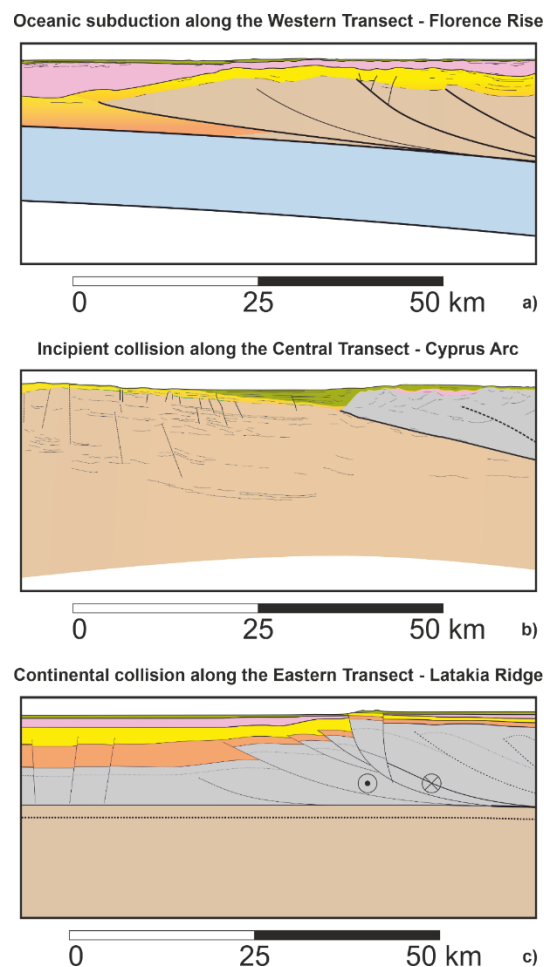 Oceanic subduction along the Western Transect - Florence Rise
0 25 50 km a)
Incipient collision along the Central Transect - Cyprus Arc
0 25 50 km b)
Continental collision along the Eastern Transect - Latakia Ridge
0 25 50 km c)